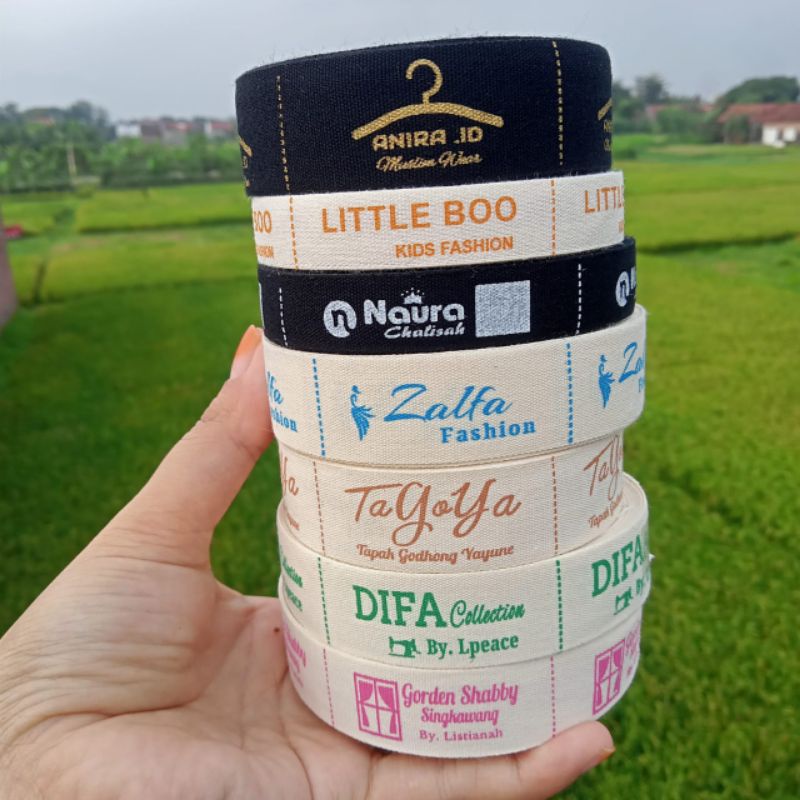 ANIRA .ID
Muslim Wear
LITTLE BOO
KIDS FASHION
n Naura
Chalisah
Zalfa
Fashion
TaGoYa
Tapak Godhong Yayune
DIFA Collection
By. Lpeace
Gorden Shabby
Singkawang
By. Listianah